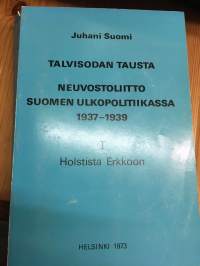 Juhani Suomi
TALVISODAN TAUSTA
NEUVOSTOLIITTO
SUOMEN ULKOPOLITIIKASSA
1937–1939
I
Holstista Erkkoon
HELSINKI 1973